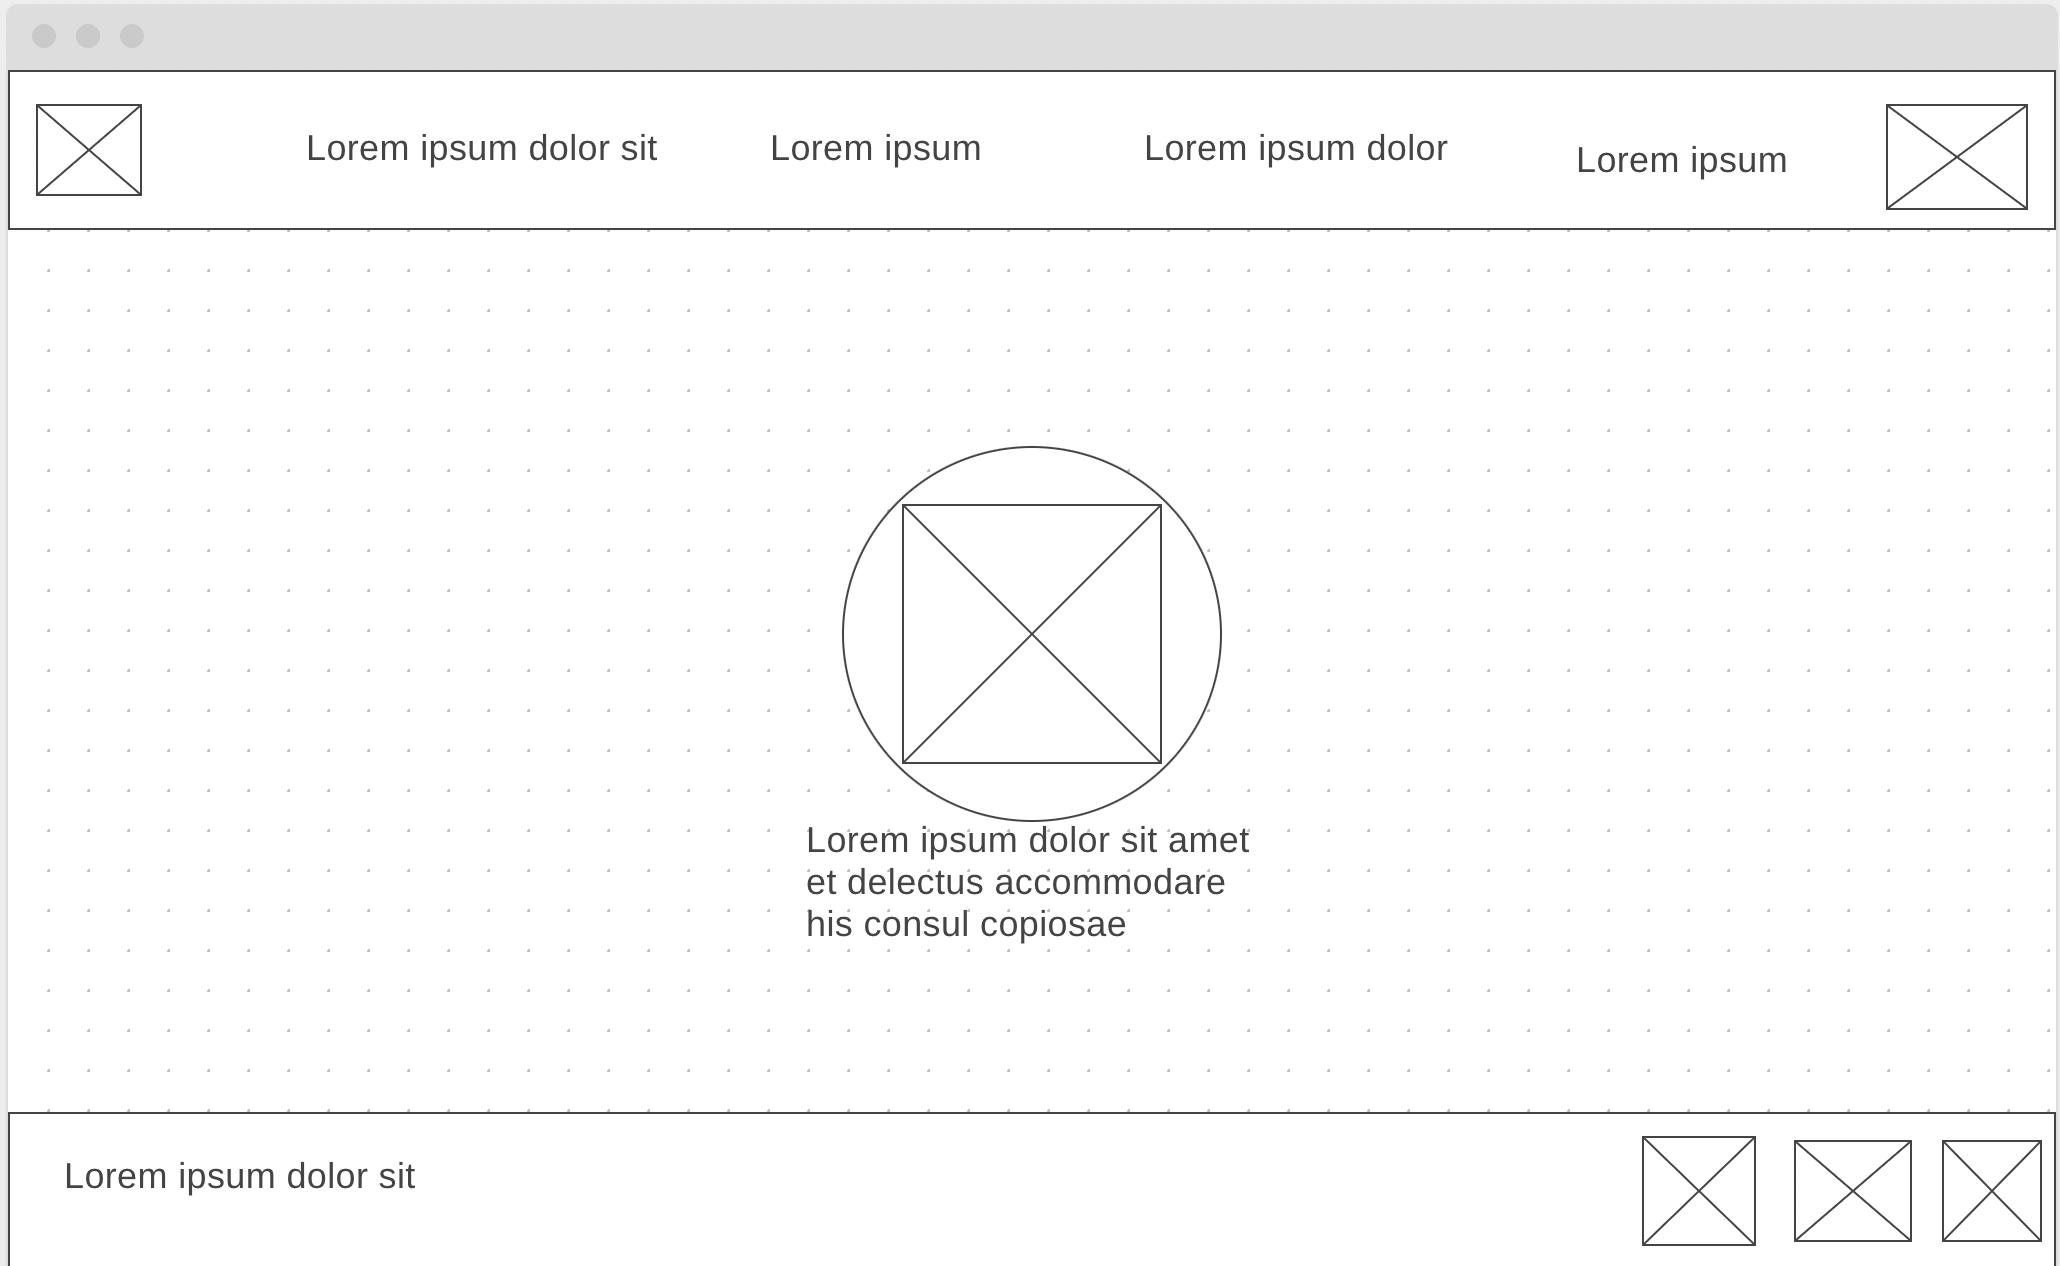 Lorem ipsum dolor sit
Lorem ipsum
Lorem ipsum dolor
Lorem ipsum
Lorem ipsum dolor sit amet
et delectus accommodare
his consul copiosae
Lorem ipsum dolor sit